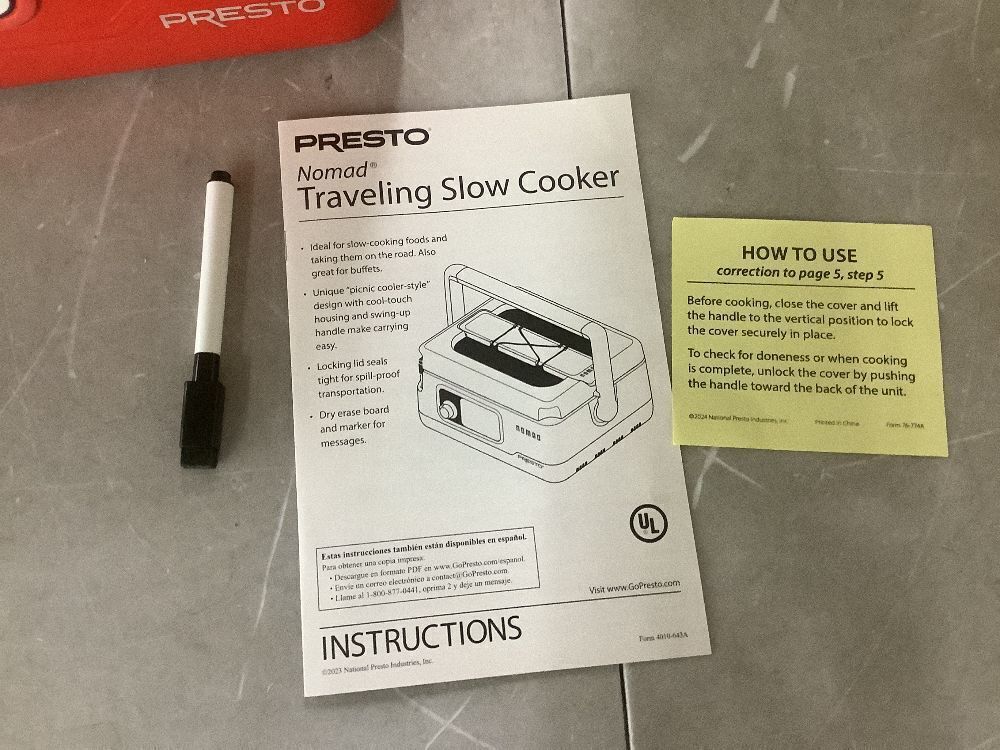 PRESTO
PRESTO®
Nomad®
Traveling Slow Cooker
• Ideal for slow-cooking foods and
taking them on the road. Also
great for buffets.
• Unique "picnic cooler-style"
design with cool-touch
housing and swing-up
handle make carrying
easy.
• Locking lid seals
tight for spill-proof
transportation.
• Dry erase board
and marker for
messages.
nomad
PRESTO
UL
Estas instrucciones también están disponibles en español.
Para obtener una copia impresa:
• Descargue en formato PDF en www.GoPresto.com/espanol.
• Envíe un correo electrónico a contact@GoPresto.com.
• Llame al 1-800-877-0441, oprima 2 y deje un mensaje.
Visit www.GoPresto.com
INSTRUCTIONS
©2023 National Presto Industries, Inc.
Form 4010-643A
HOW TO USE
correction to page 5, step 5
Before cooking, close the cover and lift
the handle to the vertical position to lock
the cover securely in place.
To check for doneness or when cooking
is complete, unlock the cover by pushing
the handle toward the back of the unit.
©2024 National Presto Industries, Inc. Printed in China Form 76-774A